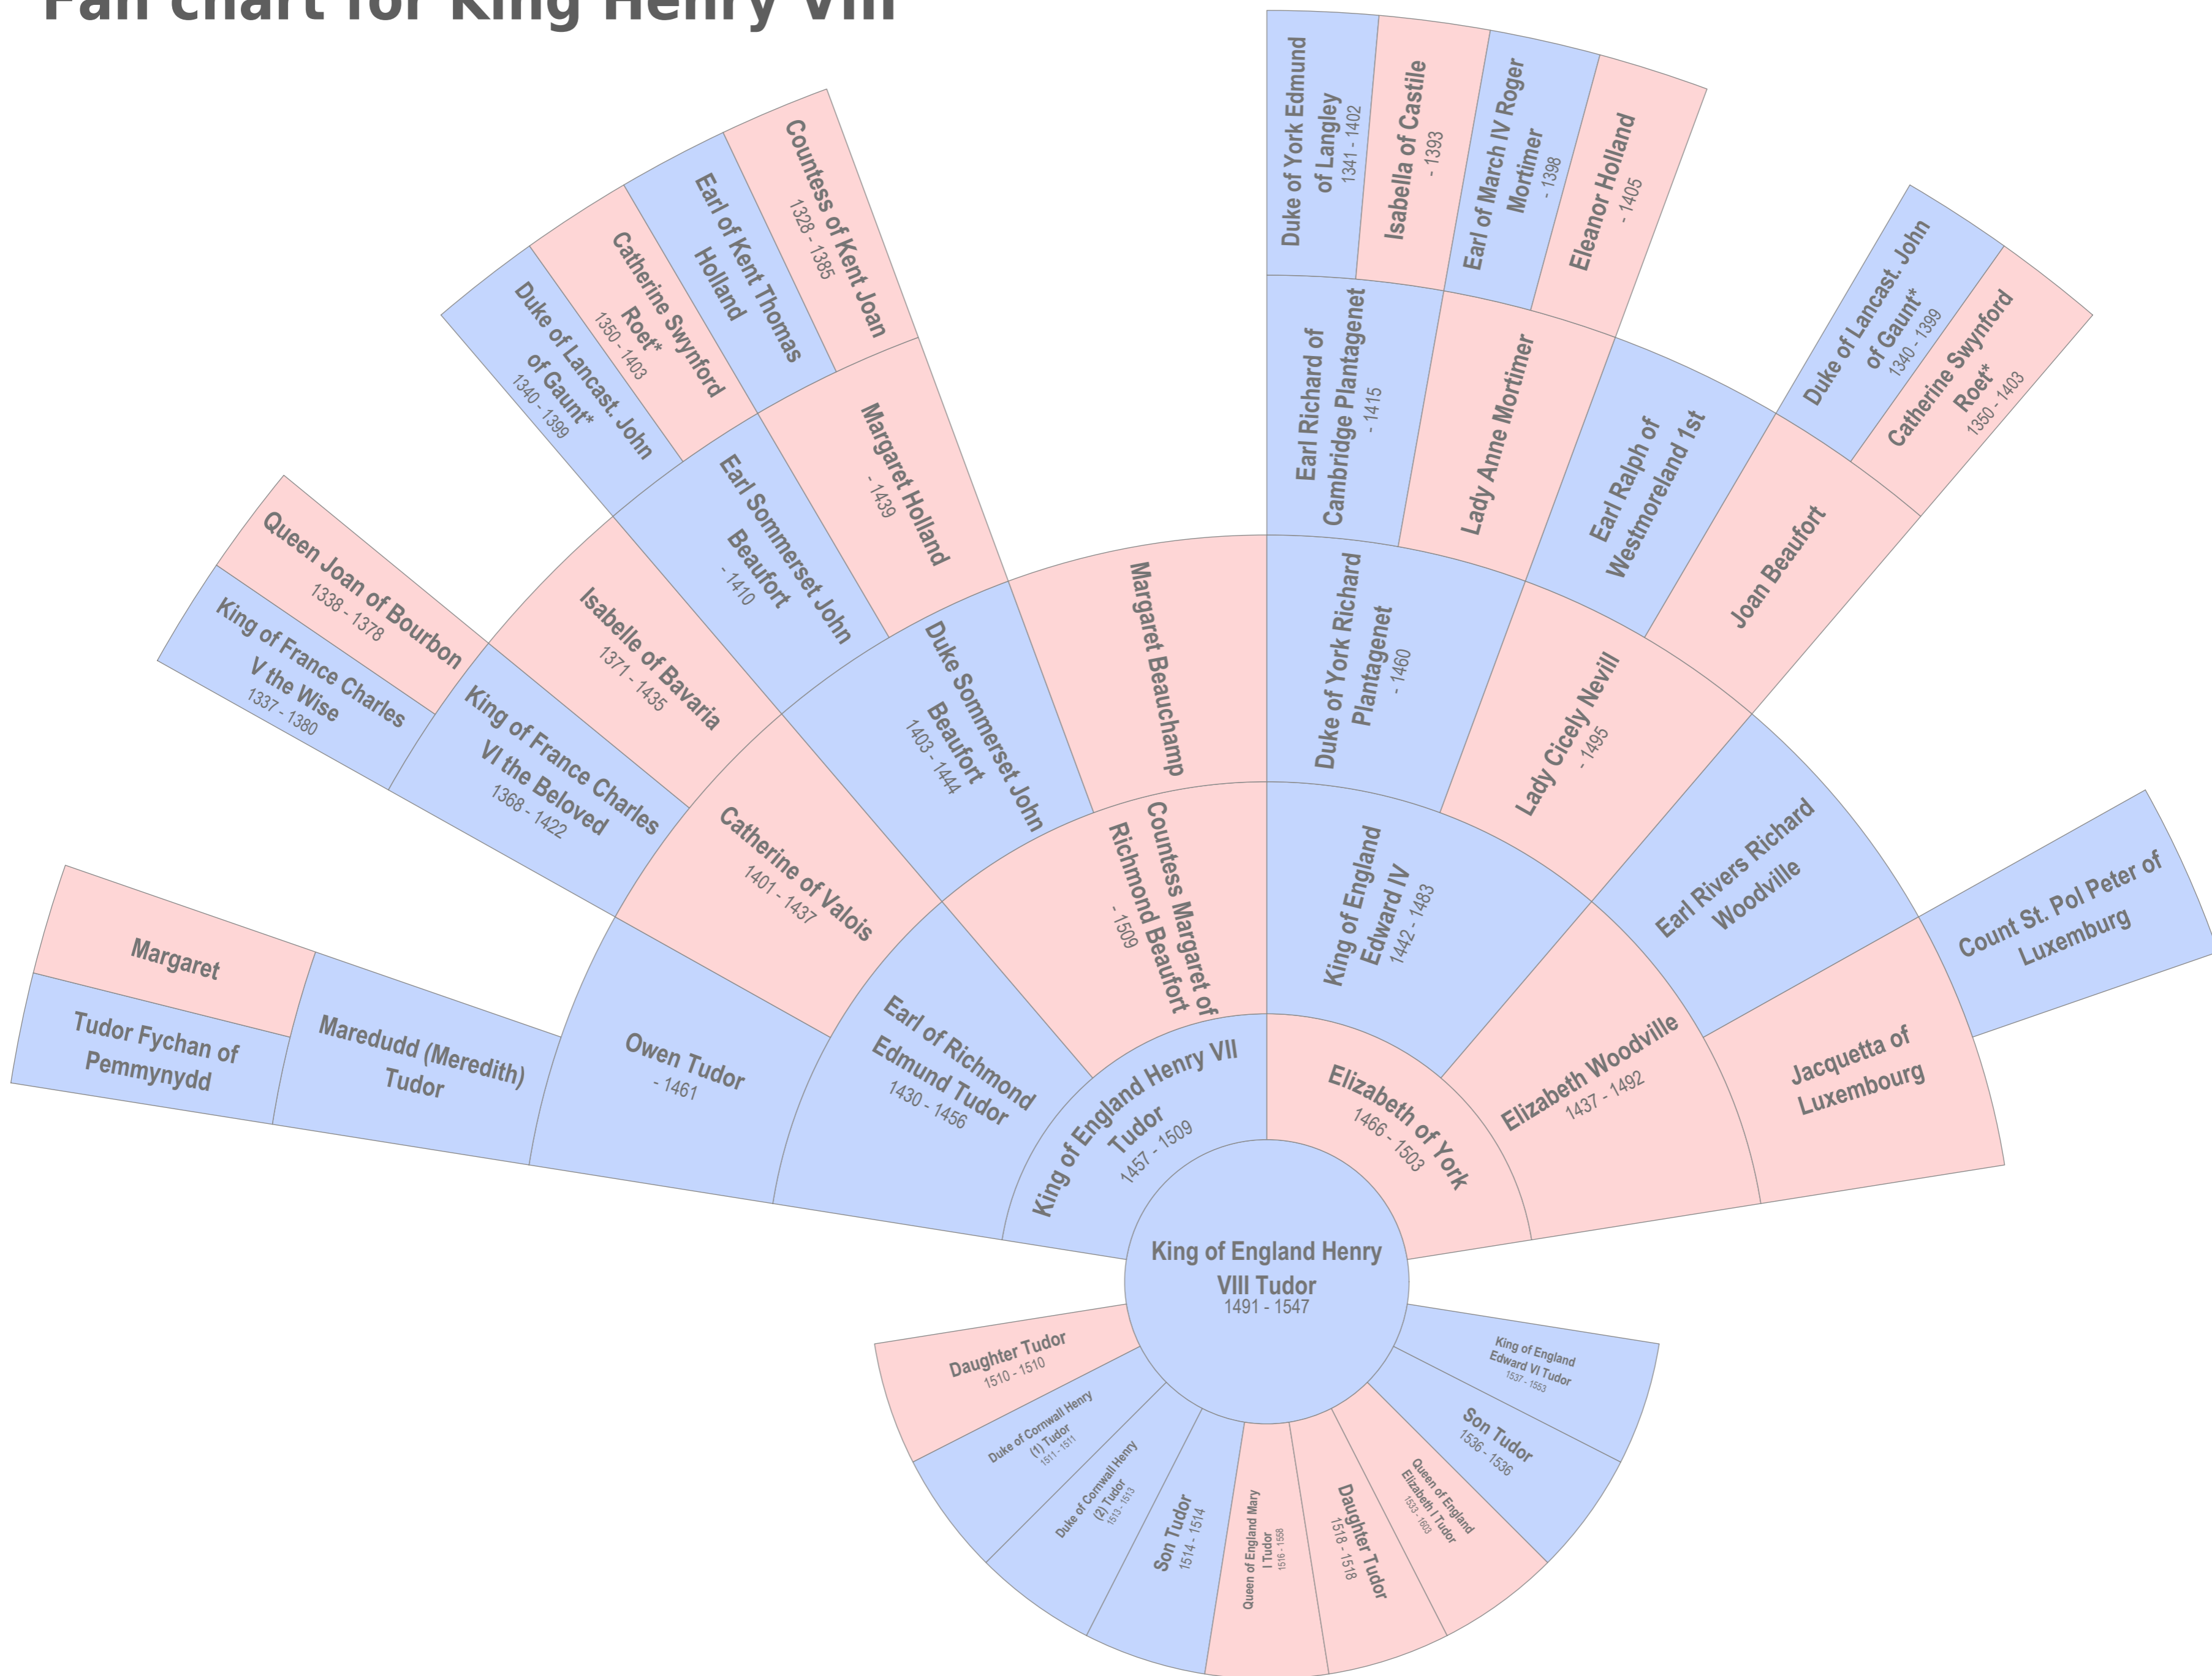 Fan chart for King Henry VIII
Duke of York Edmund
of Langley
1341 - 1402
Isabella of Castile
- 1393
Earl of March IV Roger
Mortimer
- 1398
Eleanor Holland
- 1405
Countess of Kent Joan
1328 - 1385
Earl of Kent Thomas
Holland
Catherine Swynford
Roet*
1350 - 1403
Duke of Lancast. John
of Gaunt*
1340 - 1399
Duke of Lancast. John
of Gaunt*
1340 - 1399
Catherine Swynford
Roet*
1350 - 1403
Queen Joan of Bourbon
1338 - 1378
King of France Charles
V the Wise
1337 - 1380
Margaret
Tudor Fychan of
Pemmynydd
Maredudd (Meredith)
Tudor
King of France Charles
VI the Beloved
1368 - 1422
Isabelle of Bavaria
1371 - 1435
Earl Sommerset John
Beaufort
- 1410
Margaret Holland
- 1439
Earl Richard of
Cambridge Plantagenet
- 1415
Lady Anne Mortimer
Earl Ralph of
Westmoreland 1st
Joan Beaufort
Count St. Pol Peter of
Luxemburg
Owen Tudor
- 1461
Catherine of Valois
1401 - 1437
Duke Sommerset John
Beaufort
1403 - 1444
Margaret Beauchamp
Duke of York Richard
Plantagenet
- 1460
Lady Cicely Nevill
- 1495
Earl Rivers Richard
Woodville
Jacquetta of
Luxembourg
Earl of Richmond
Edmund Tudor
1430 - 1456
Countess Margaret of
Richmond Beaufort
- 1509
King of England
Edward IV
1442 - 1483
Elizabeth Woodville
1437 - 1492
King of England Henry VII
Tudor
1457 - 1509
Elizabeth of York
1466 - 1503
King of England Henry
VIII Tudor
1491 - 1547
Daughter Tudor
1510 - 1510
Duke of Cornwall Henry
(1) Tudor
1511 - 1511
Duke of Cornwall Henry
(2) Tudor
1513 - 1513
Son Tudor
1514 - 1514
Queen of England Mary
I Tudor
1516 - 1558
Daughter Tudor
1518 - 1518
Queen of England
Elizabeth I Tudor
1533 - 1603
Son Tudor
1536 - 1536
King of England
Edward VI Tudor
1537 - 1553